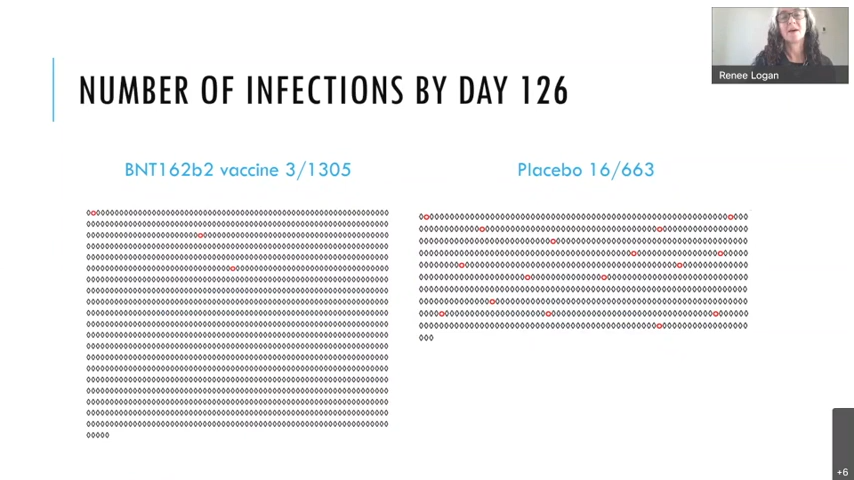 Renee Logan
NUMBER OF INFECTIONS BY DAY 126
BNT162b2 vaccine 3/1305
Placebo 16/663
+6